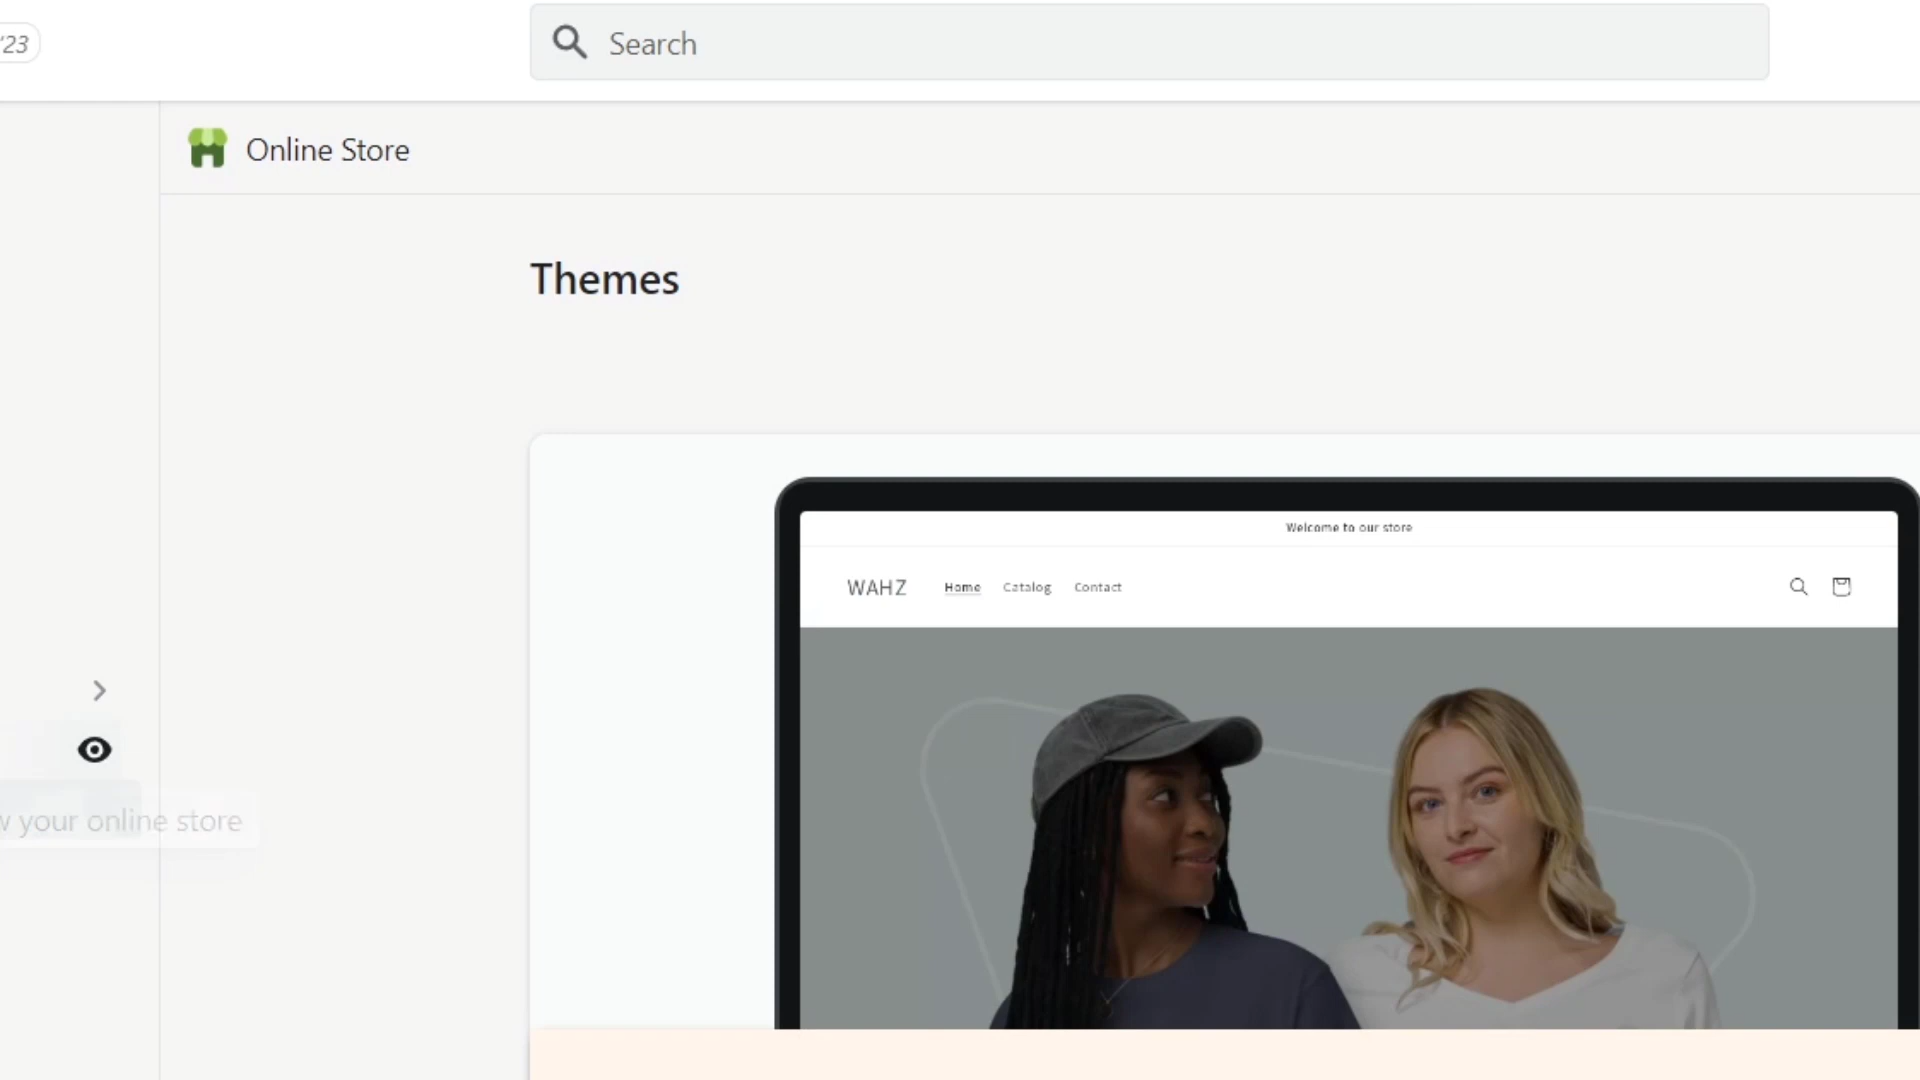 '23
Search
Online Store
Themes
Welcome to our store
WAHZ Home Catalog Contact
your online store